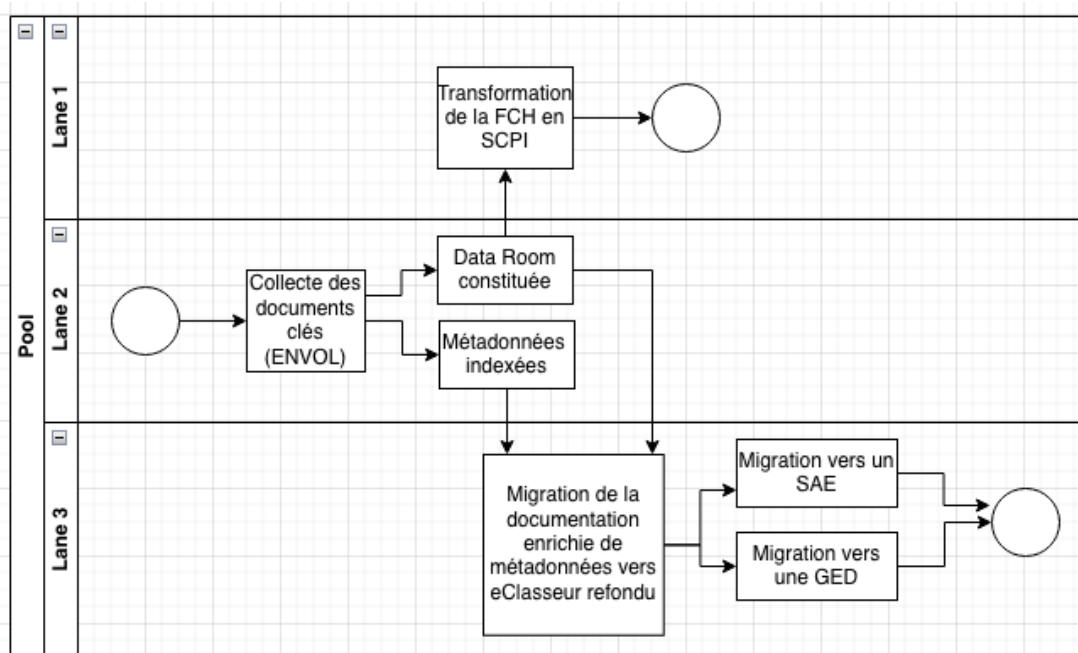 Pool
Lane 1
Transformation
de la FCH en
SCPI
Lane 2
Collecte des
documents
clés
(ENVOL)
Data Room
constituée
Métadonnées
indexées
Lane 3
Migration de la
documentation
enrichie de
métadonnées vers
eClasseur refondu
Migration vers un
SAE
Migration vers
une GED